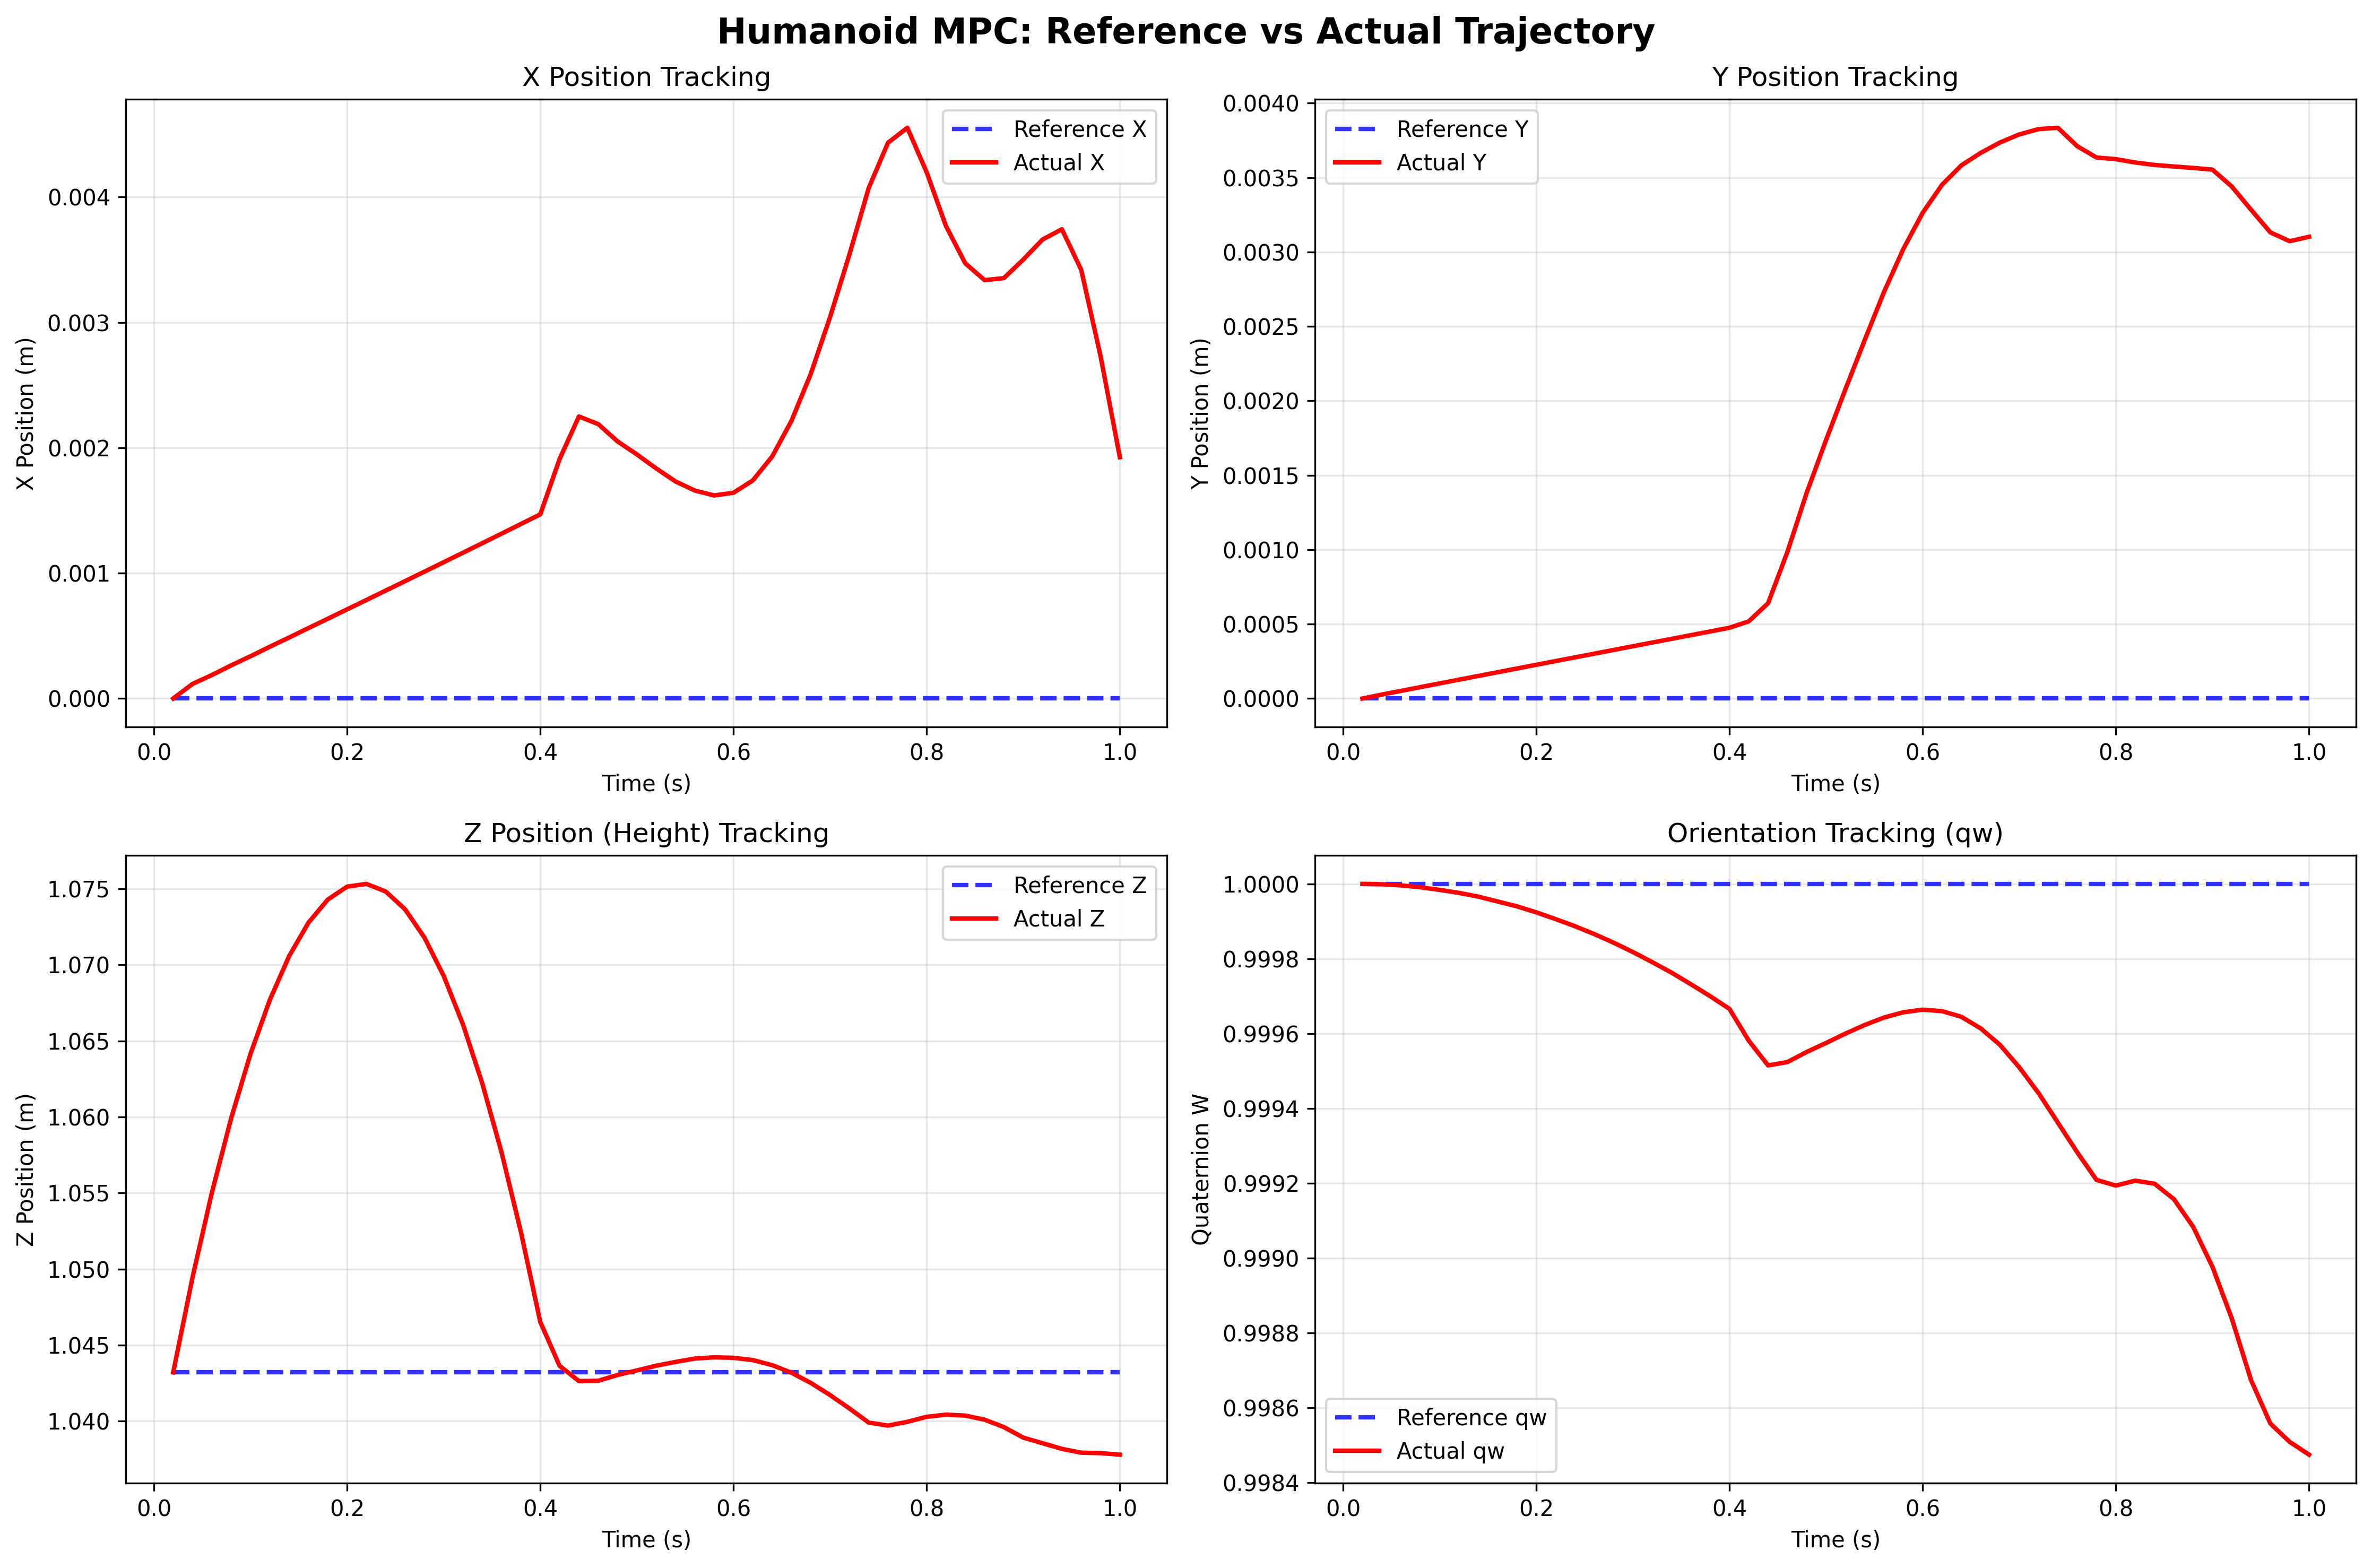 Humanoid MPC: Reference vs Actual Trajectory
X Position Tracking
X Position (m)
0.004
0.003
0.002
0.001
0.000
Reference X
Actual X
0.0 0.2 0.4 0.6 0.8 1.0
Time (s)
Y Position Tracking
Y Position (m)
0.0040
0.0035
0.0030
0.0025
0.0020
0.0015
0.0010
0.0005
0.0000
Reference Y
Actual Y
0.0 0.2 0.4 0.6 0.8 1.0
Time (s)
Z Position (Height) Tracking
Z Position (m)
1.075
1.070
1.065
1.060
1.055
1.050
1.045
1.040
Reference Z
Actual Z
0.0 0.2 0.4 0.6 0.8 1.0
Time (s)
Orientation Tracking (qw)
Quaternion W
1.0000
0.9998
0.9996
0.9994
0.9992
0.9990
0.9988
0.9986
0.9984
Reference qw
Actual qw
0.0 0.2 0.4 0.6 0.8 1.0
Time (s)